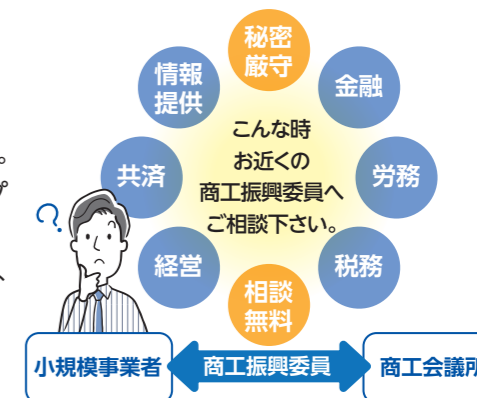 秘密
厳守
情報
提供
金融
こんな時
お近くの
商工振興委員へ
ご相談下さい。
共済
労務
。
プ
?
、
経営
税務
相談
無料
小規模事業者
商工振興委員
商工会議所